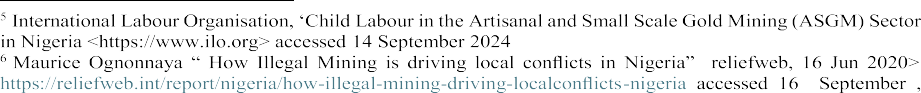 ⁵ International Labour Organisation, ‘Child Labour in the Artisanal and Small Scale Gold Mining (ASGM) Sector
in Nigeria <https://www.ilo.org> accessed 14 September 2024
⁶ Maurice Ognonnaya “ How Illegal Mining is driving local conflicts in Nigeria” reliefweb, 16 Jun 2020>
https://reliefweb.int/report/nigeria/how-illegal-mining-driving-localconflicts-nigeria accessed 16 September ,